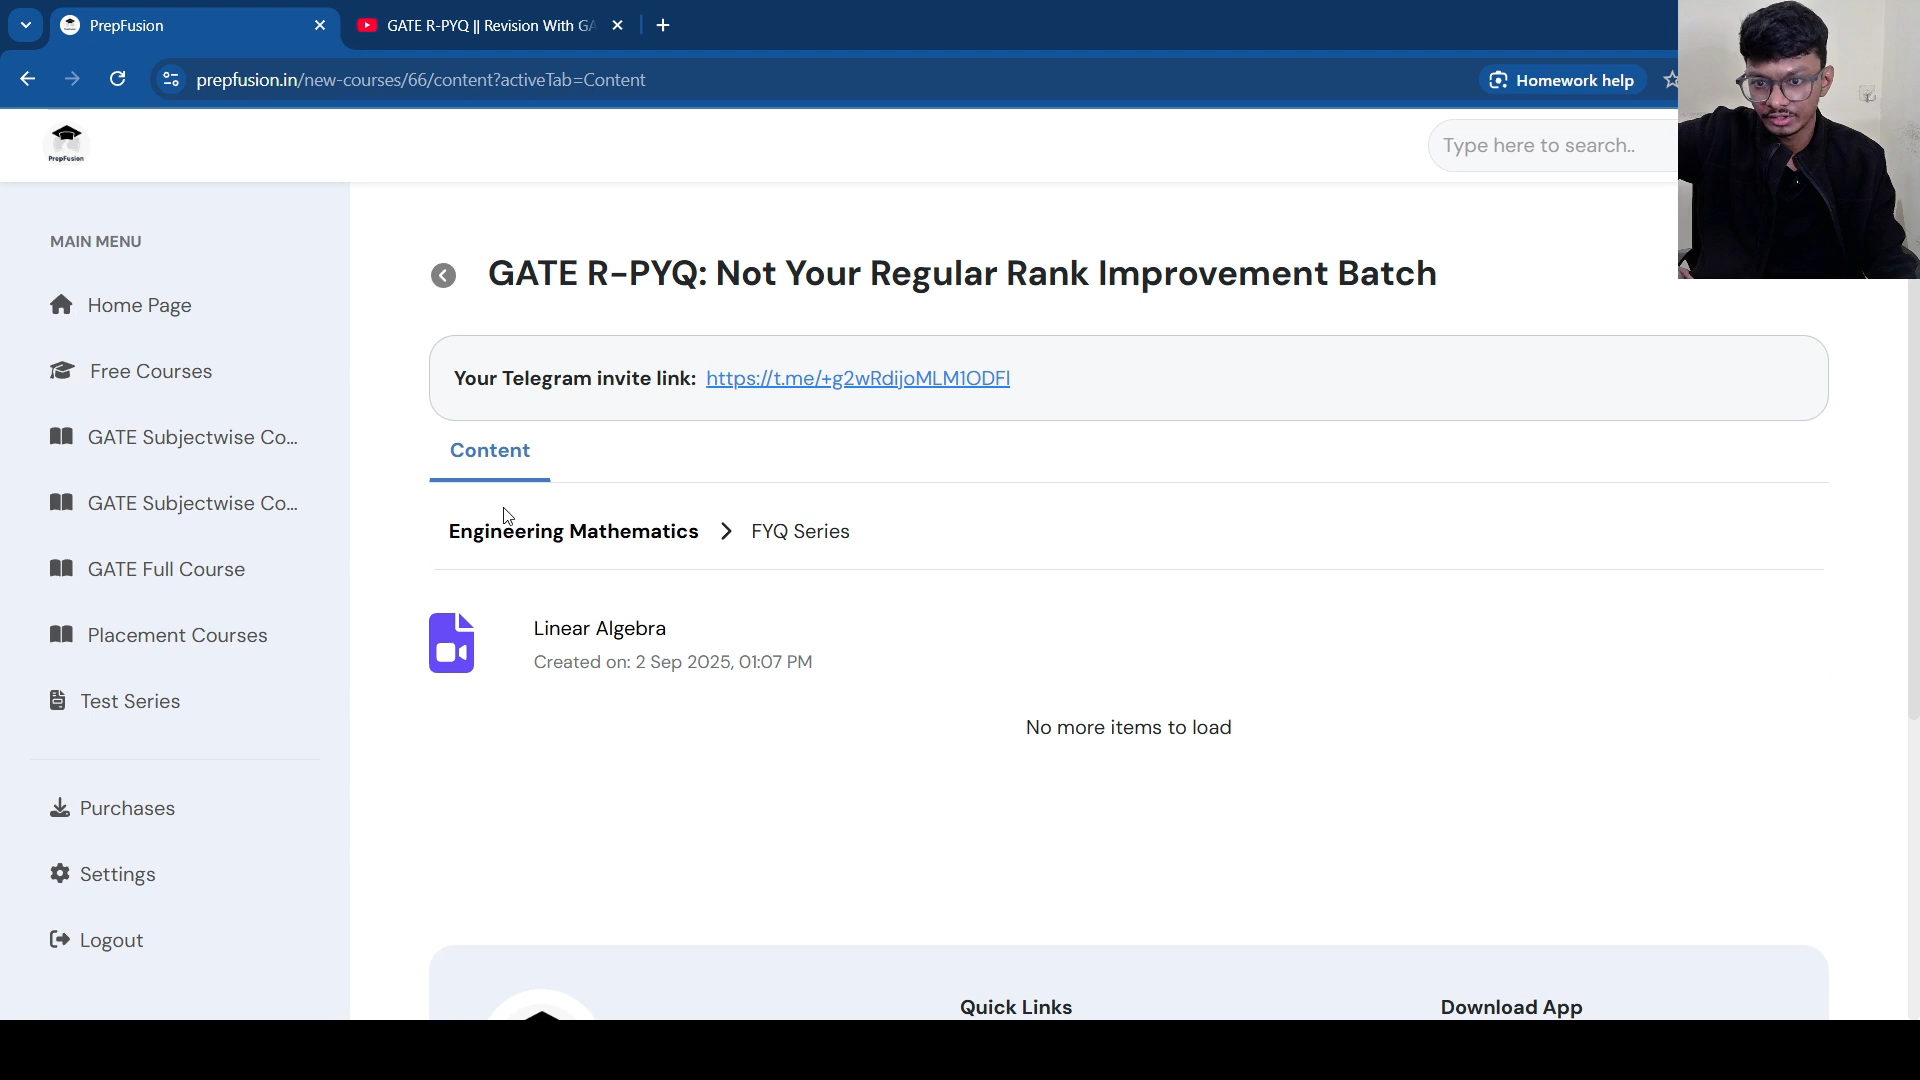 PrepFusion
GATE R-PYQ || Revision With GA
prepfusion.in/new-courses/66/content?activeTab=Content
Homework help
PrepFusion
Type here to search..
MAIN MENU
Home Page
Free Courses
GATE Subjectwise Co...
GATE Subjectwise Co...
GATE Full Course
Placement Courses
Test Series
Purchases
Settings
Logout
GATE R-PYQ: Not Your Regular Rank Improvement Batch
Your Telegram invite link: https://t.me/+g2wRdijoMLM1ODFl
Content
Engineering Mathematics > FYQ Series
Linear Algebra
Created on: 2 Sep 2025, 01:07 PM
No more items to load
Quick Links
Download App